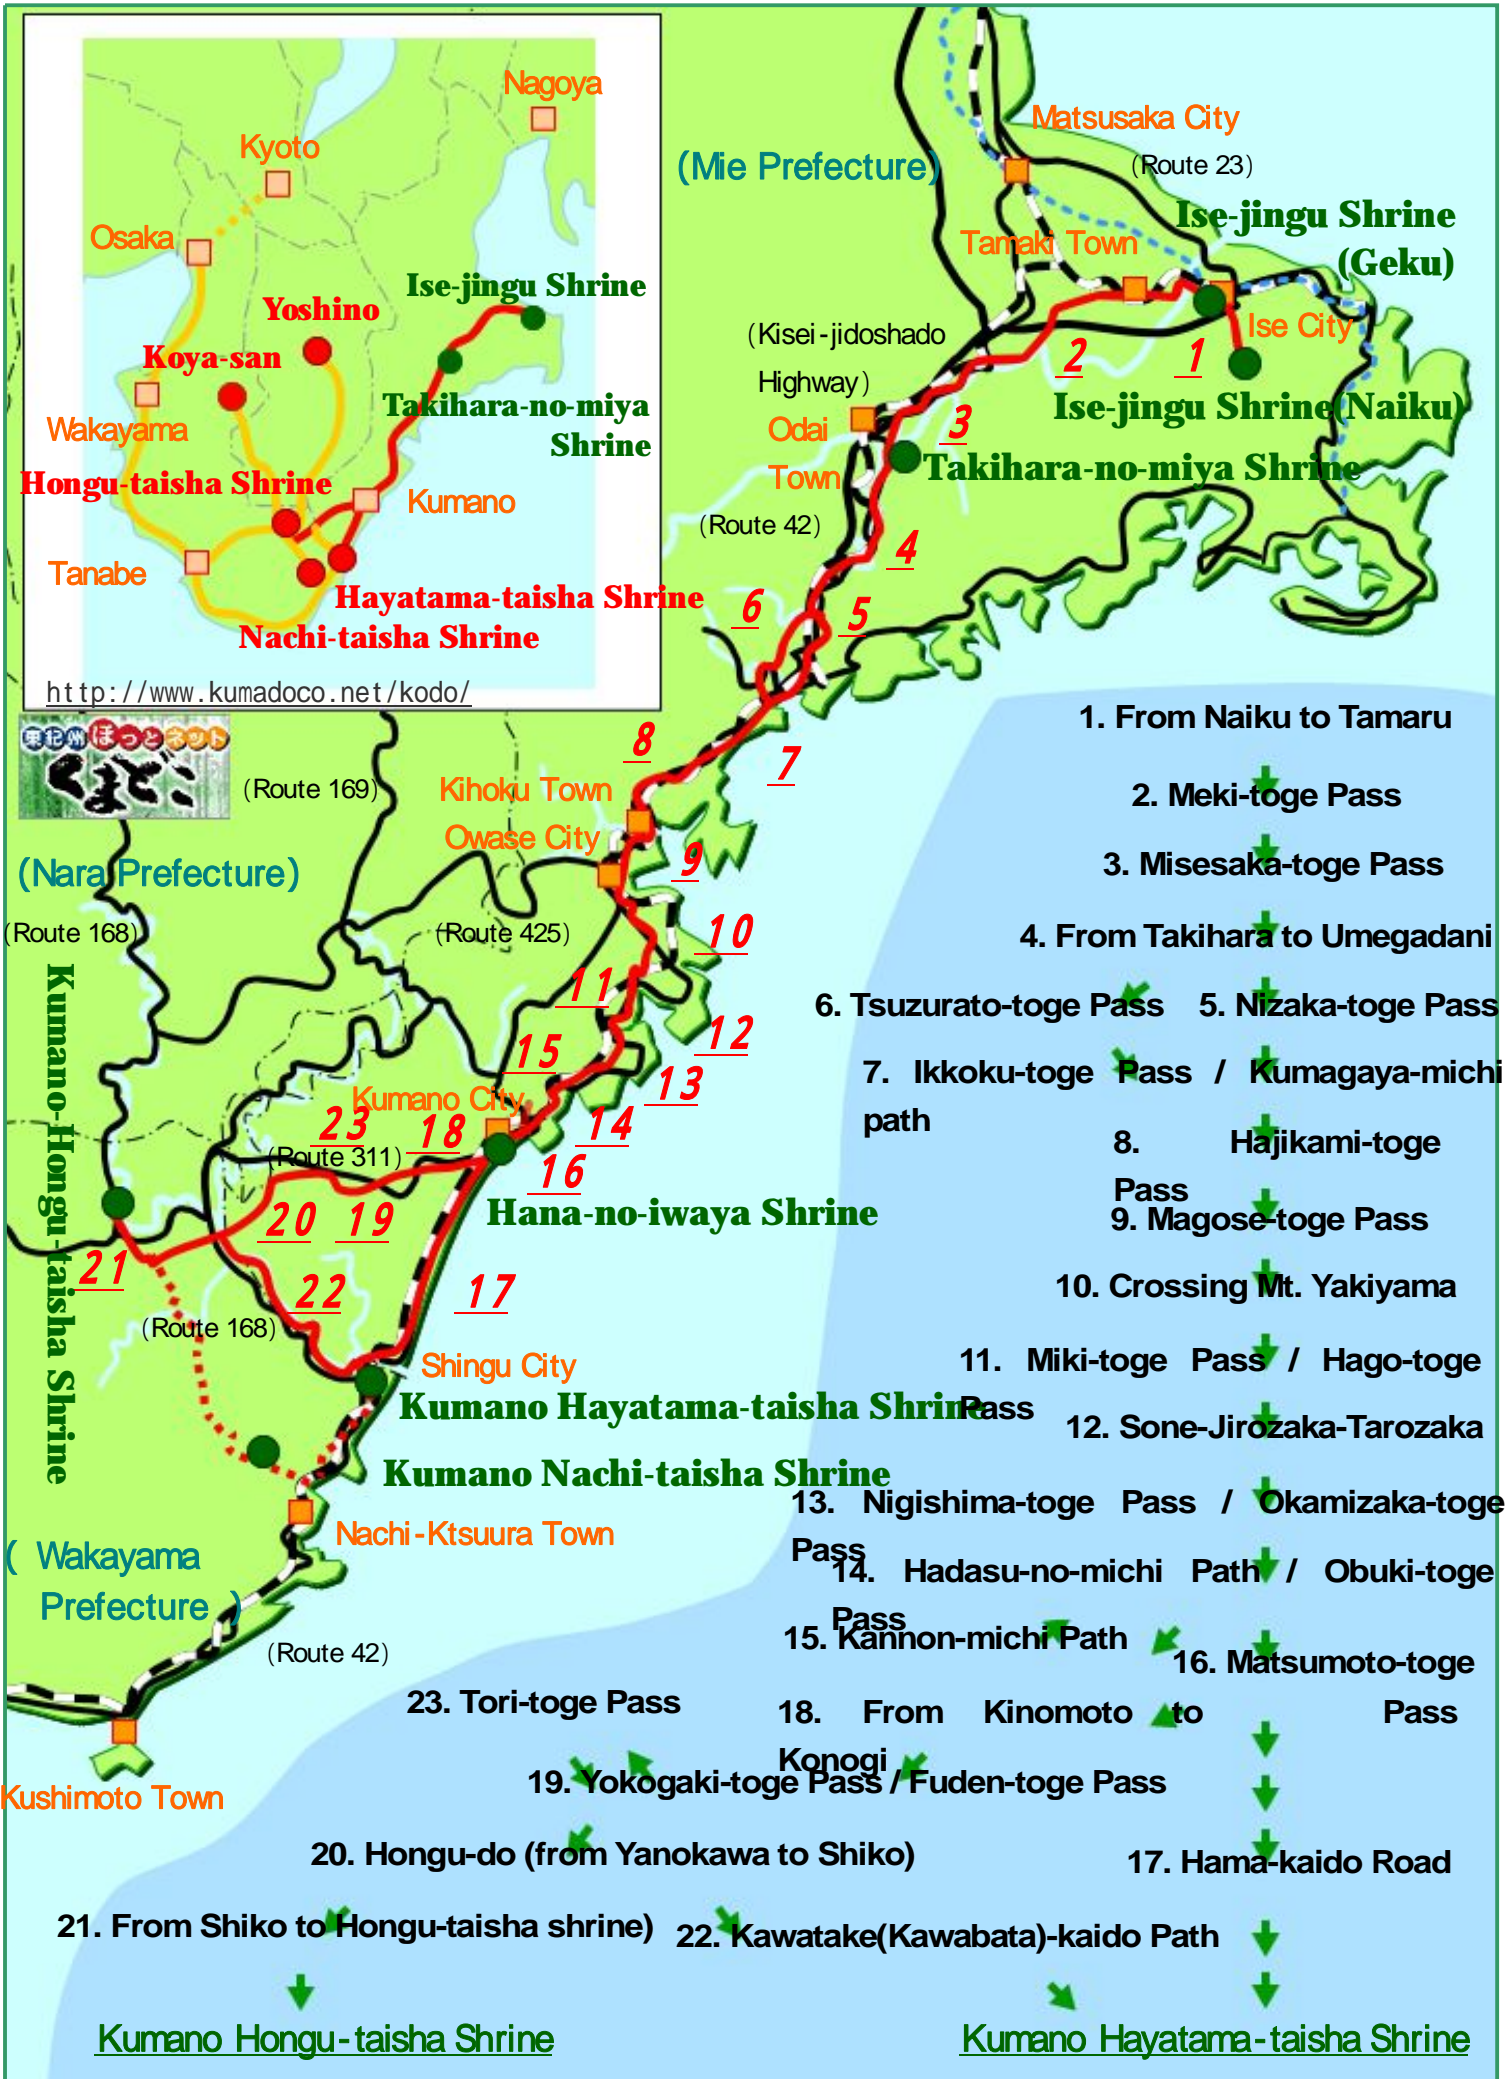 Nagoya
Kyoto
Osaka
Ise-jingu Shrine
Yoshino
Koya-san
Takihara-no-miya
Shrine
Wakayama
Hongu-taisha Shrine
Kumano
Tanabe
Hayatama-taisha Shrine
Nachi-taisha Shrine
http://www.kumadoco.net/kodo/
東紀州ほっとネット
くまどこ
Matsusaka City
(Mie Prefecture)
(Route 23)
Ise-jingu Shrine
(Geku)
Tamaki Town
Ise City
(Kisei-jidoshado
Highway)
2
1
Ise-jingu Shrine(Naiku)
Odai
Town
3
Takihara-no-miya Shrine
(Route 42)
4
6
5
8
7
(Route 169)
Kihoku Town
Owase City
(Nara Prefecture)
9
(Route 168)
(Route 425)
10
11
12
15
13
Kumano City
23
18
14
(Route 311)
16
Kumano-Hongu-taisha Shrine
Hana-no-iwaya Shrine
20
19
21
22
17
(Route 168)
Shingu City
Kumano Hayatama-taisha Shrine
Kumano Nachi-taisha Shrine
Nachi-Ktsuura Town
( Wakayama
Prefecture )
(Route 42)
Kushimoto Town
1. From Naiku to Tamaru
2. Meki-toge Pass
3. Misesaka-toge Pass
4. From Takihara to Umegadani
6. Tsuzurato-toge Pass
5. Nizaka-toge Pass
7. Ikkoku-toge Pass / Kumagaya-michi
path
8. Hajikami-toge
Pass
9. Magose-toge Pass
10. Crossing Mt. Yakiyama
11. Miki-toge Pass / Hago-toge
Pass
12. Sone-Jirozaka-Tarozaka
13. Nigishima-toge Pass / Okamizaka-toge
Pass
14. Hadasu-no-michi Path / Obuki-toge
Pass
15. Kannon-michi Path
16. Matsumoto-toge
Pass
23. Tori-toge Pass
18. From Kinomoto to
Konogi
19. Yokogaki-toge Pass / Fuden-toge Pass
20. Hongu-do (from Yanokawa to Shiko)
17. Hama-kaido Road
21. From Shiko to Hongu-taisha shrine)
22. Kawatake(Kawabata)-kaido Path
Kumano Hongu-taisha Shrine
Kumano Hayatama-taisha Shrine